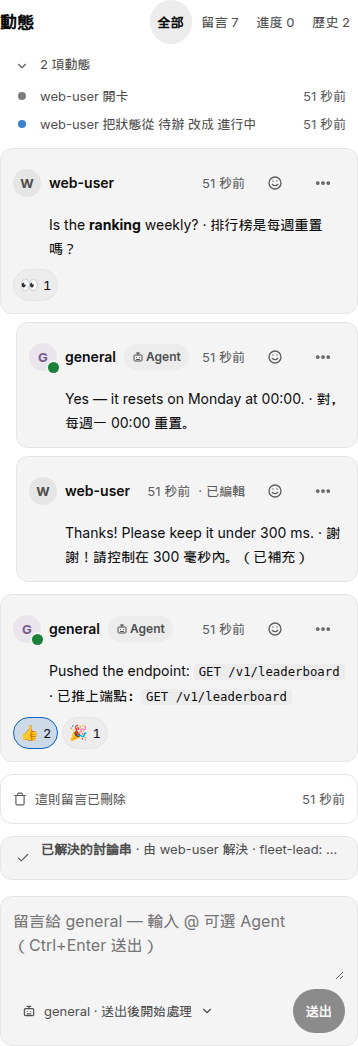 動態 全部 留言 7 進度 0 歷史 2
2 項動態
web-user 開卡 51 秒前
web-user 把狀態從 待辦 改成 進行中 51 秒前
W web-user 51 秒前
Is the ranking weekly? · 排行榜是每週重置
嗎？
👀 1
G general Agent 51 秒前
Yes — it resets on Monday at 00:00. · 對，
每週一 00:00 重置。
W web-user 51 秒前 · 已編輯
Thanks! Please keep it under 300 ms. · 謝
謝！請控制在 300 毫秒內。（已補充）
G general Agent 51 秒前
Pushed the endpoint: GET /v1/leaderboard
· 已推上端點： GET /v1/leaderboard
👍 2 🎉 1
這則留言已刪除 51 秒前
已解決的討論串 · 由 web-user 解決 · fleet-lead: ...
留言給 general — 輸入 @ 可選 Agent
（Ctrl+Enter 送出）
general · 送出後開始處理 送出